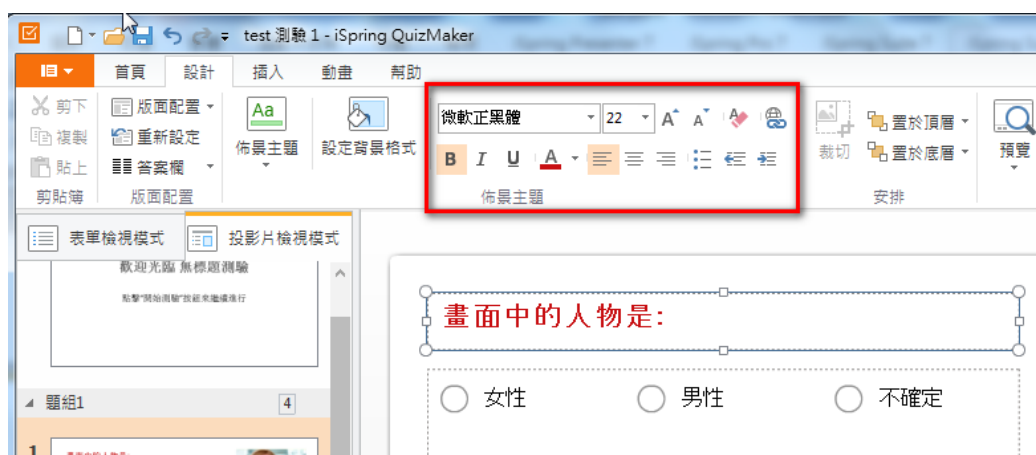 test 測驗 1 - iSpring QuizMaker
首頁 設計 插入 動畫 幫助
剪下 版面配置 Aa 微軟正黑體 22 A A 置於頂層
複製 重新設定 佈景主題 設定背景格式 裁切 預覽
貼上 答案欄 B I U A 置於底層
剪貼簿 版面配置 佈景主題 安排
表單檢視模式 投影片檢視模式
歡迎光臨 無標題測驗
點擊"開始測驗"按鈕來繼續進行
畫面中的人物是:
題組1 4
女性 男性 不確定
1